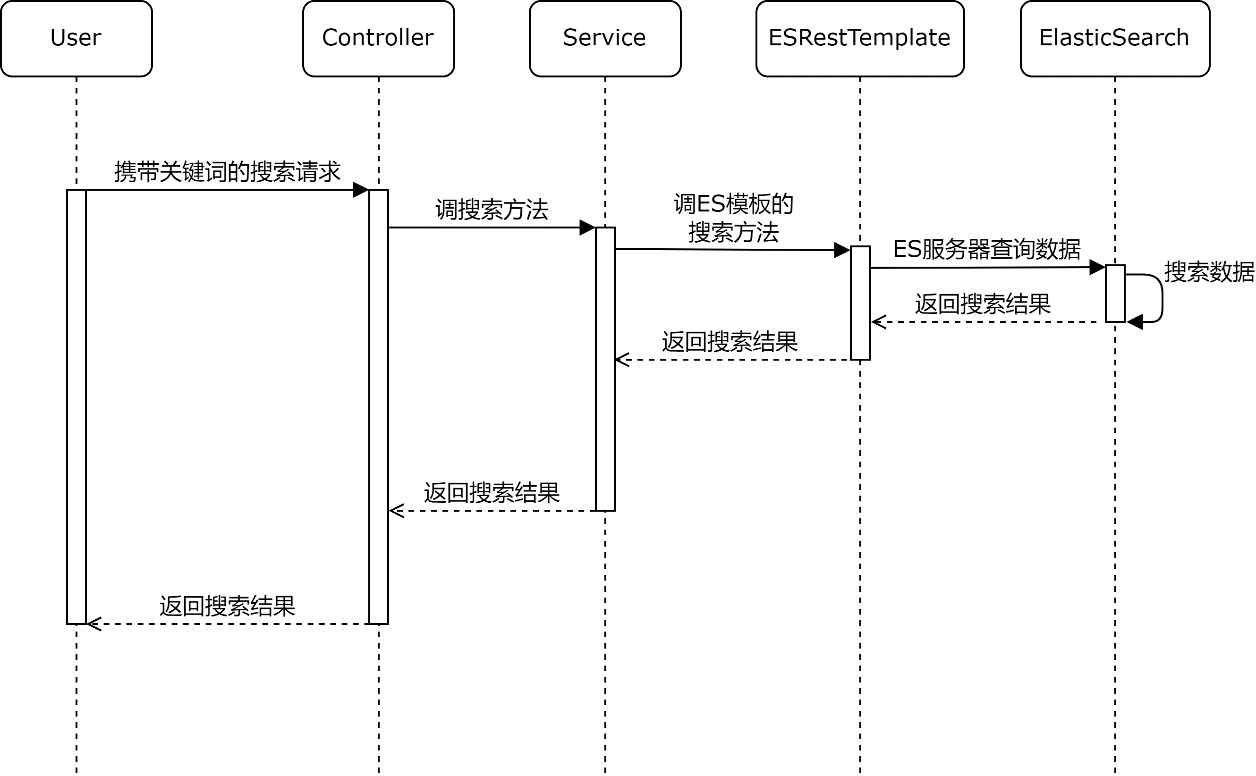 User
Controller
Service
ESRestTemplate
ElasticSearch
携带关键词的搜索请求
调搜索方法
调ES模板的
搜索方法
ES服务器查询数据
搜索数据
返回搜索结果
返回搜索结果
返回搜索结果
返回搜索结果